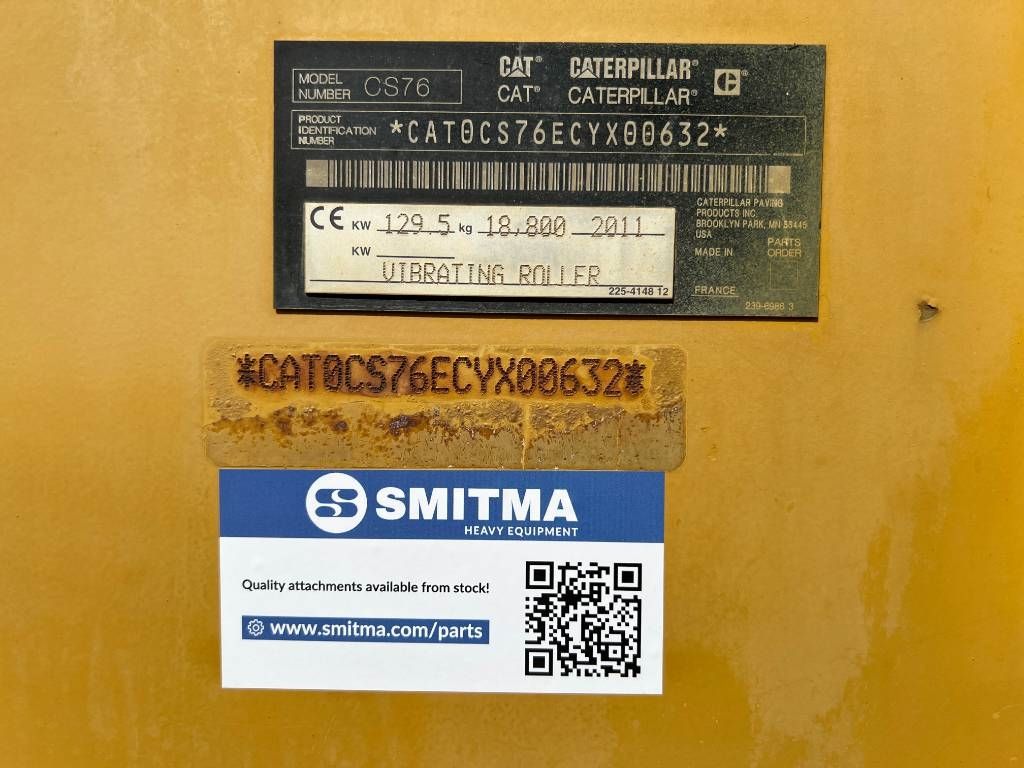 MODEL NUMBER CS76
CAT® CATERPILLAR®
CAT® CATERPILLAR®
PRODUCT IDENTIFICATION NUMBER *CAT0CS76ECYX00632*
CE KW 129.5 kg 18,800 2011
KW
VIBRATING ROLLER
225-4148 12
CATERPILLAR PAVING
PRODUCTS INC.
BROOKLYN PARK, MN 55445
USA
MADE IN
FRANCE
PARTS
ORDER
239-6986 3
*CAT0CS76ECYX00632*
SMITMA
HEAVY EQUIPMENT
Quality attachments available from stock!
www.smitma.com/parts